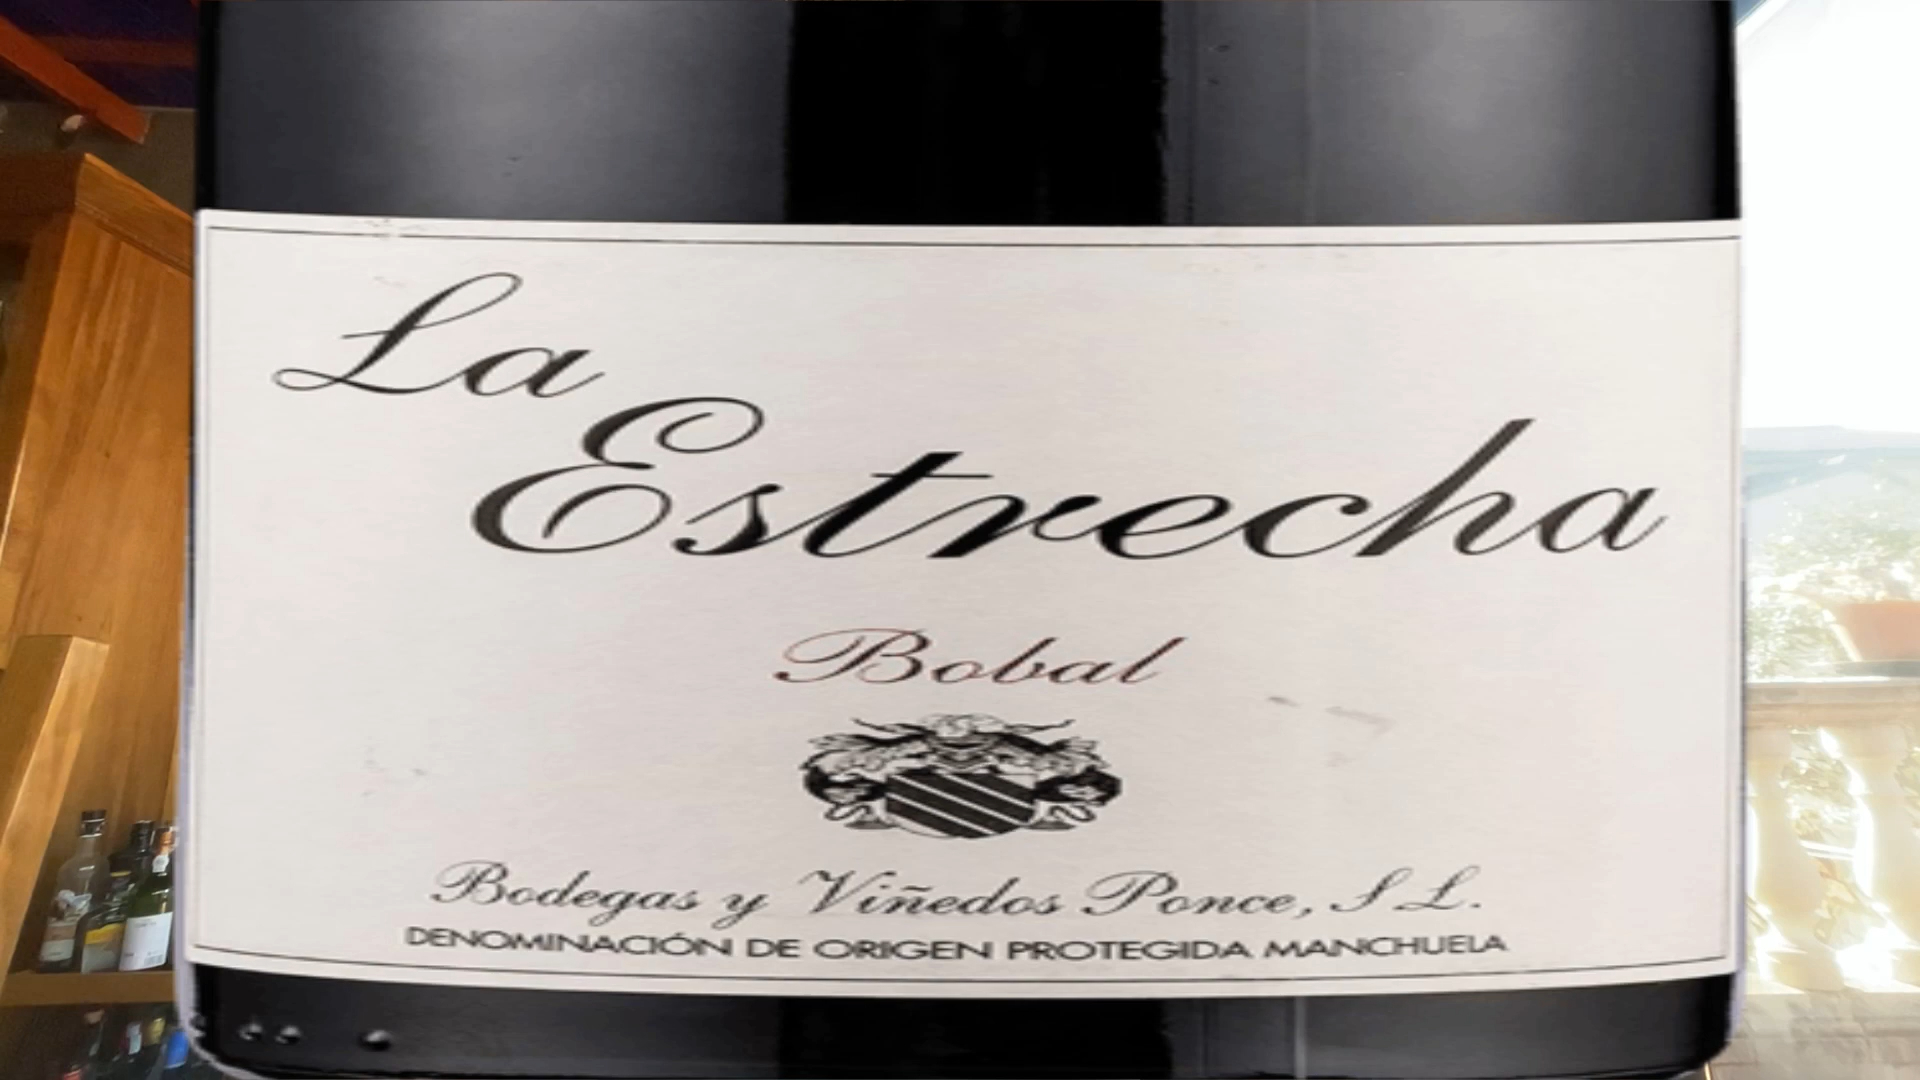 La
Estrecha
Bobal
Bodegas y Viñedos Ponce, S.L.
DENOMINACIÓN DE ORIGEN PROTEGIDA MANCHUELA